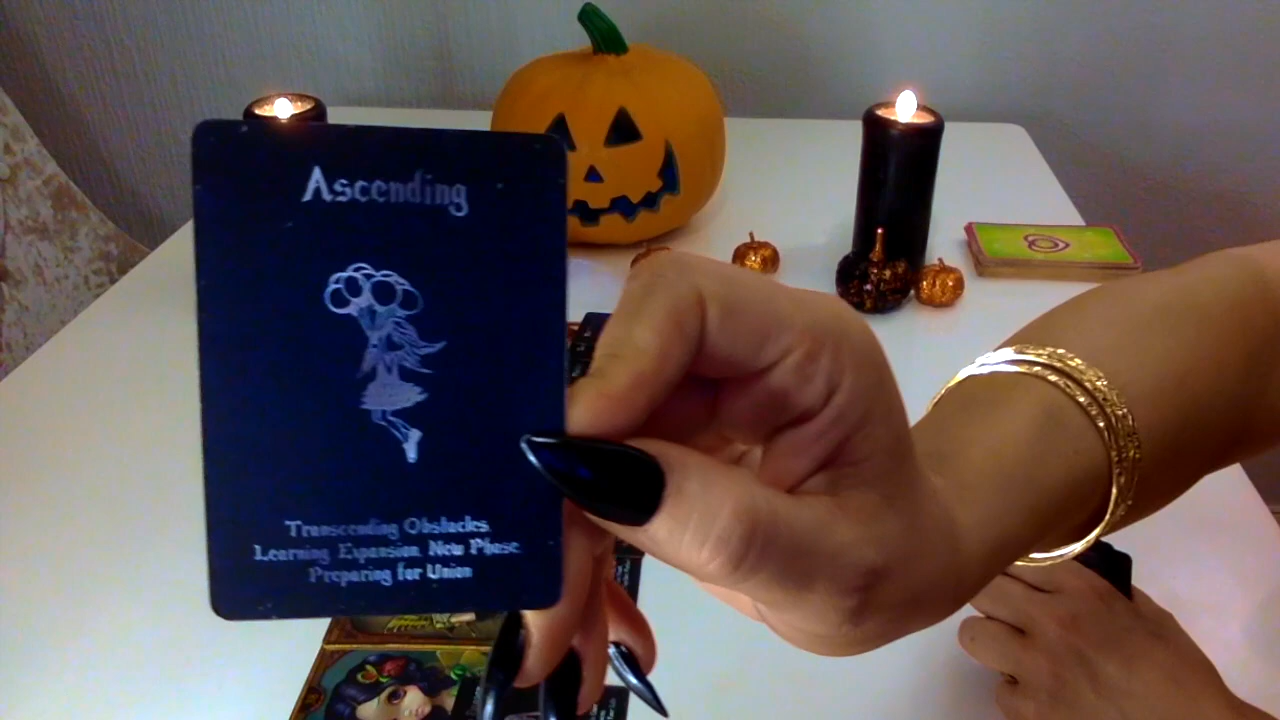 Ascending
Transcending Obstacles.
Learning. Expansion. New Phase.
Preparing for Union